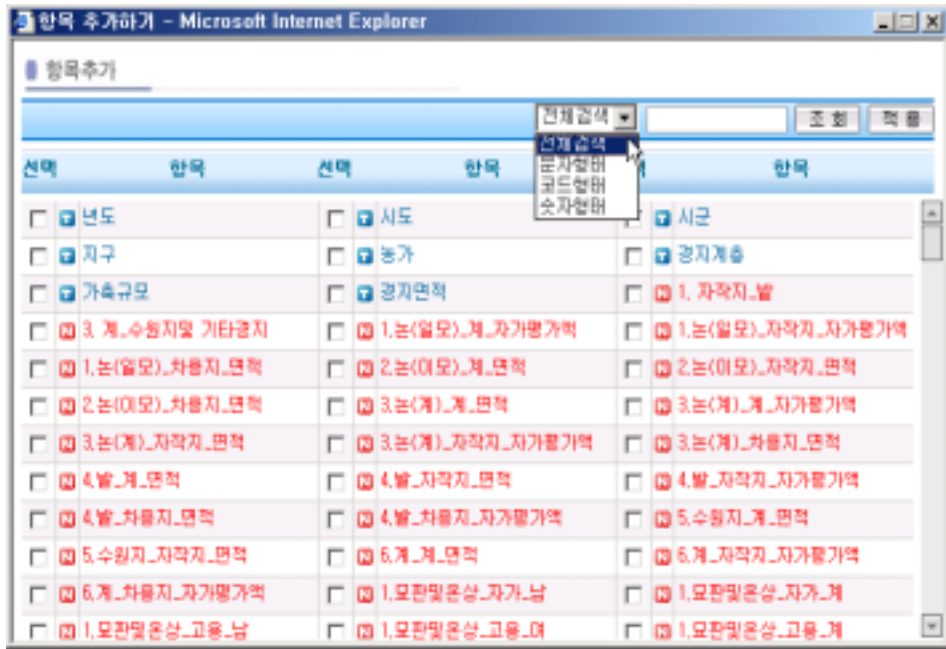 항목 추가하기 - Microsoft Internet Explorer
항목추가
전체검색 조 회 적 용
전체검색
문자형태
코드형태
숫자형태
선택 항목 선택 항목 항목
년도 시도 시군
지구 농가 경지계층
가축규모 경지면적 1. 자작지_밭
3. 계_수원지및 기타경지 1.논(일모)_계_자가평가액 1.논(일모)_자작지_자가평가액
1.논(일모)_차용지_면적 2.논(이모)_계_면적 2.논(이모)_자작지_면적
2.논(이모)_차용지_면적 3.논(계)_계_면적 3.논(계)_계_자가평가액
3.논(계)_자작지_면적 3.논(계)_자작지_자가평가액 3.논(계)_차용지_면적
4.밭_계_면적 4.밭_자작지_면적 4.밭_자작지_자가평가액
4.밭_차용지_면적 4.밭_차용지_자가평가액 5.수원지_계_면적
5.수원지_자작지_면적 6.계_계_면적 6.계_자작지_자가평가액
6.계_차용지_자가평가액 1.묘판및온상_자가_남 1.묘판및온상_자가_계
1.묘판및온상_고용_남 1.묘판및온상_고용_여 1.묘판및온상_고용_계